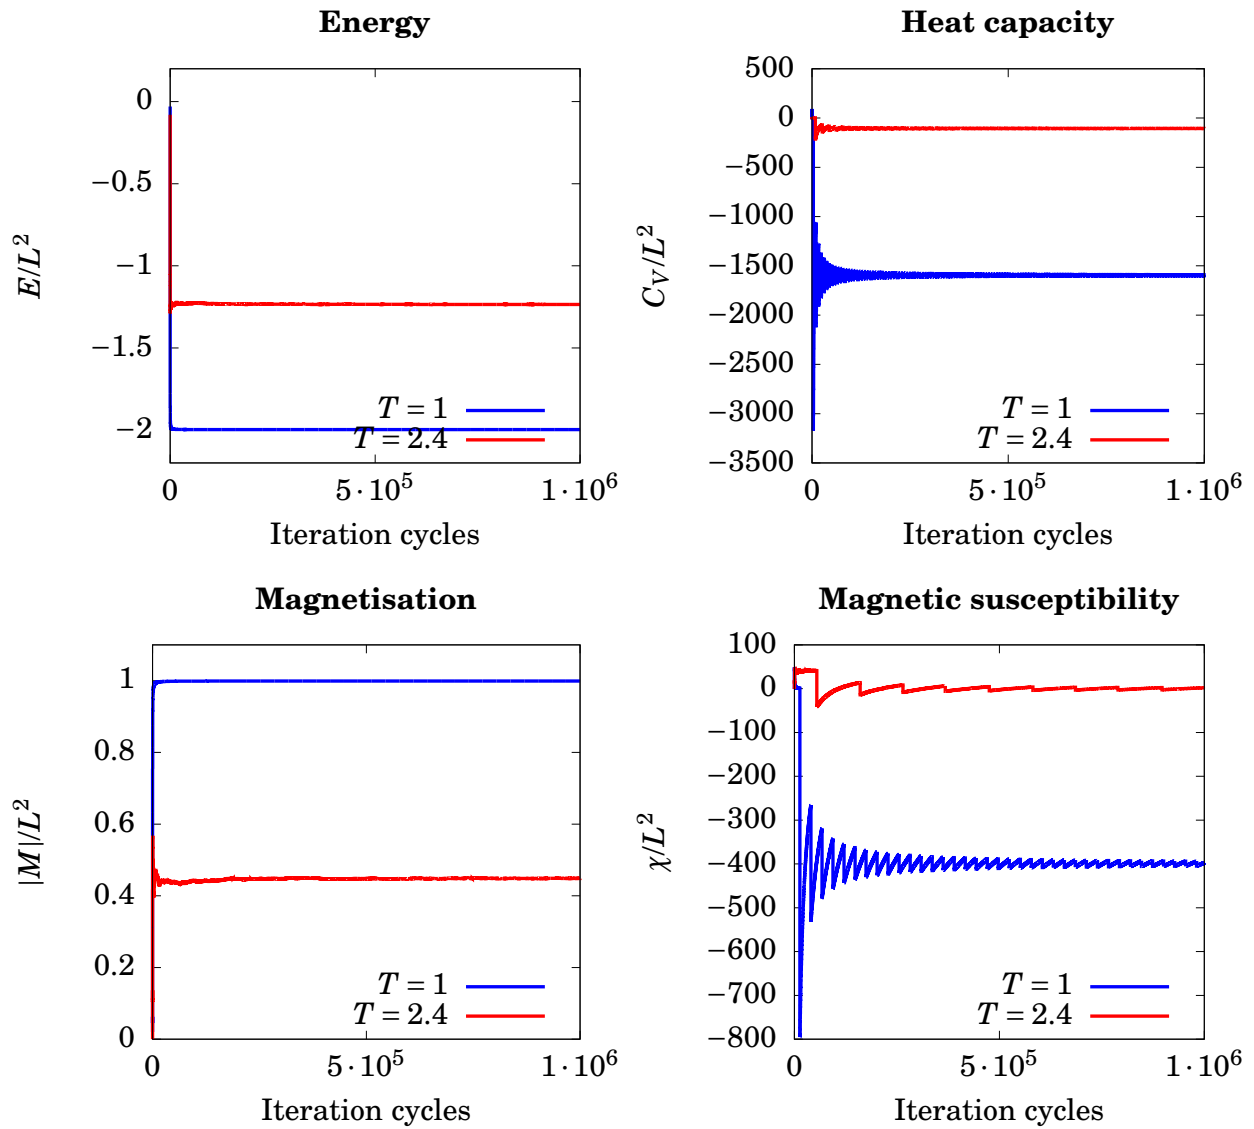 Energy
0
−0.5
−1
−1.5
−2
E/L²
T = 1
T = 2.4
0
5·10⁵
1·10⁶
Iteration cycles
Heat capacity
500
0
−500
−1000
−1500
−2000
−2500
−3000
−3500
C_V/L²
T = 1
T = 2.4
0
5·10⁵
1·10⁶
Iteration cycles
Magnetisation
1
0.8
0.6
0.4
0.2
0
|M|/L²
T = 1
T = 2.4
0
5·10⁵
1·10⁶
Iteration cycles
Magnetic susceptibility
100
0
−100
−200
−300
−400
−500
−600
−700
−800
χ/L²
T = 1
T = 2.4
0
5·10⁵
1·10⁶
Iteration cycles